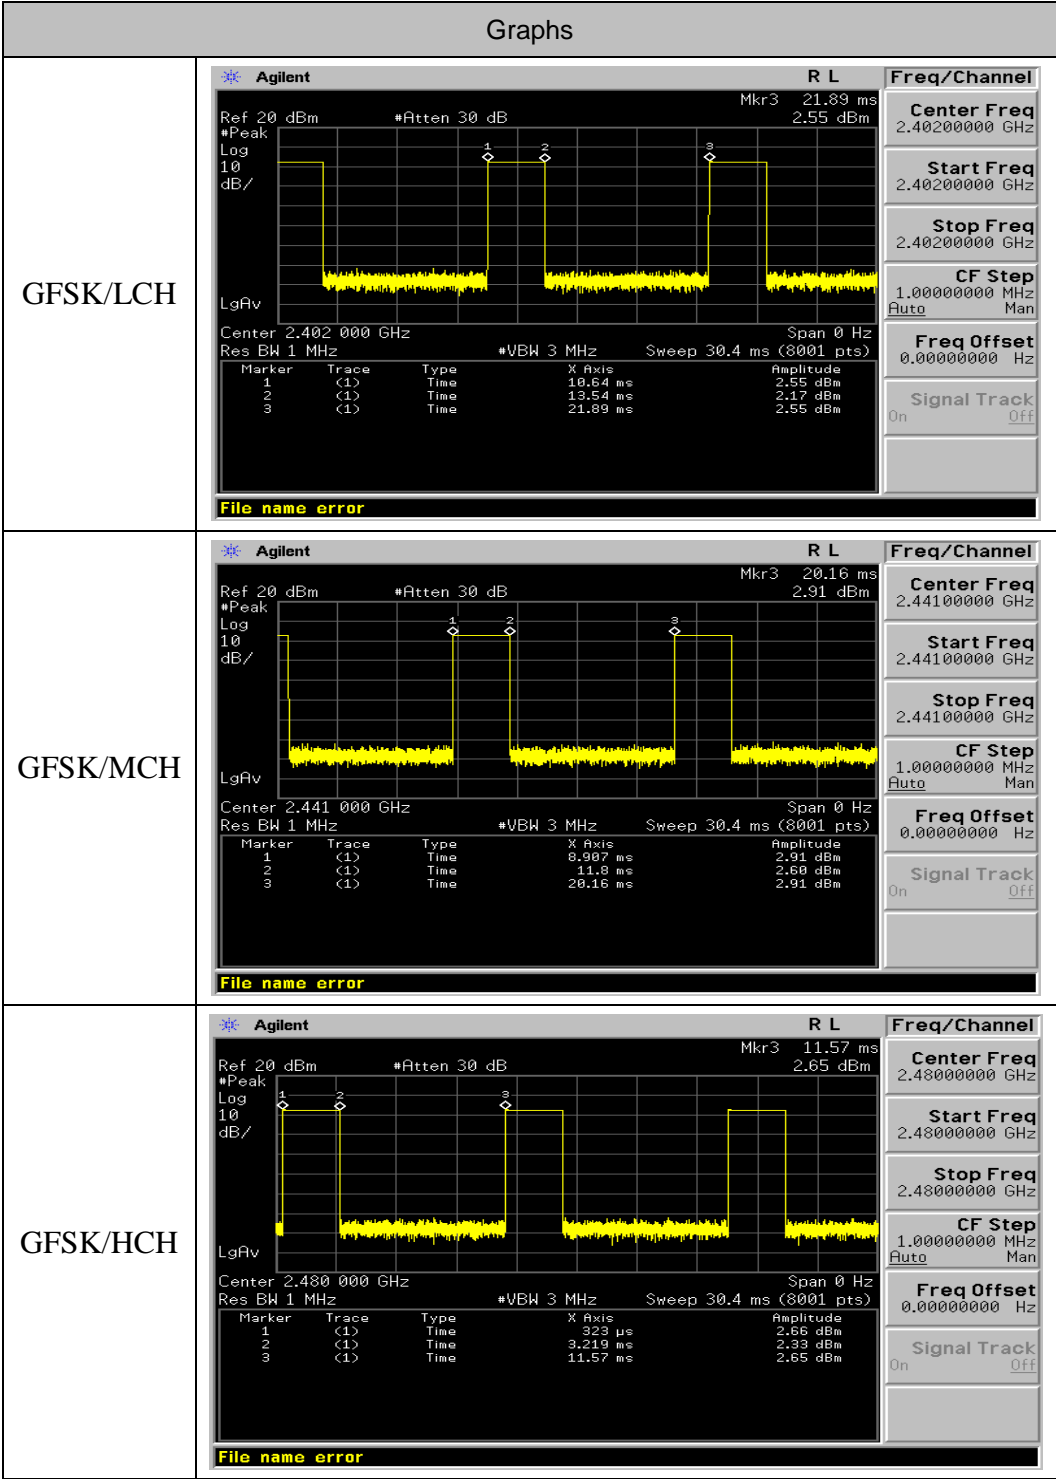 Graphs
GFSK/LCH
Agilent R L
Mkr3 21.89 ms
Ref 20 dBm #Atten 30 dB 2.55 dBm
#Peak
Log
10
dB/
1 2 3
LgAv
Center 2.402 000 GHz Span 0 Hz
Res BW 1 MHz #VBW 3 MHz Sweep 30.4 ms (8001 pts)
Marker Trace Type X Axis Amplitude
1 (1) Time 10.64 ms 2.55 dBm
2 (1) Time 13.54 ms 2.17 dBm
3 (1) Time 21.89 ms 2.55 dBm
File name error
Freq/Channel
Center Freq
2.40200000 GHz
Start Freq
2.40200000 GHz
Stop Freq
2.40200000 GHz
CF Step
1.00000000 MHz
Auto Man
Freq Offset
0.00000000 Hz
Signal Track
On Off
GFSK/MCH
Agilent R L
Mkr3 20.16 ms
Ref 20 dBm #Atten 30 dB 2.91 dBm
#Peak
Log
10
dB/
1 2 3
LgAv
Center 2.441 000 GHz Span 0 Hz
Res BW 1 MHz #VBW 3 MHz Sweep 30.4 ms (8001 pts)
Marker Trace Type X Axis Amplitude
1 (1) Time 8.907 ms 2.91 dBm
2 (1) Time 11.8 ms 2.60 dBm
3 (1) Time 20.16 ms 2.91 dBm
File name error
Freq/Channel
Center Freq
2.44100000 GHz
Start Freq
2.44100000 GHz
Stop Freq
2.44100000 GHz
CF Step
1.00000000 MHz
Auto Man
Freq Offset
0.00000000 Hz
Signal Track
On Off
GFSK/HCH
Agilent R L
Mkr3 11.57 ms
Ref 20 dBm #Atten 30 dB 2.65 dBm
#Peak
Log
10
dB/
1 2 3
LgAv
Center 2.480 000 GHz Span 0 Hz
Res BW 1 MHz #VBW 3 MHz Sweep 30.4 ms (8001 pts)
Marker Trace Type X Axis Amplitude
1 (1) Time 323 μs 2.66 dBm
2 (1) Time 3.219 ms 2.33 dBm
3 (1) Time 11.57 ms 2.65 dBm
File name error
Freq/Channel
Center Freq
2.48000000 GHz
Start Freq
2.48000000 GHz
Stop Freq
2.48000000 GHz
CF Step
1.00000000 MHz
Auto Man
Freq Offset
0.00000000 Hz
Signal Track
On Off